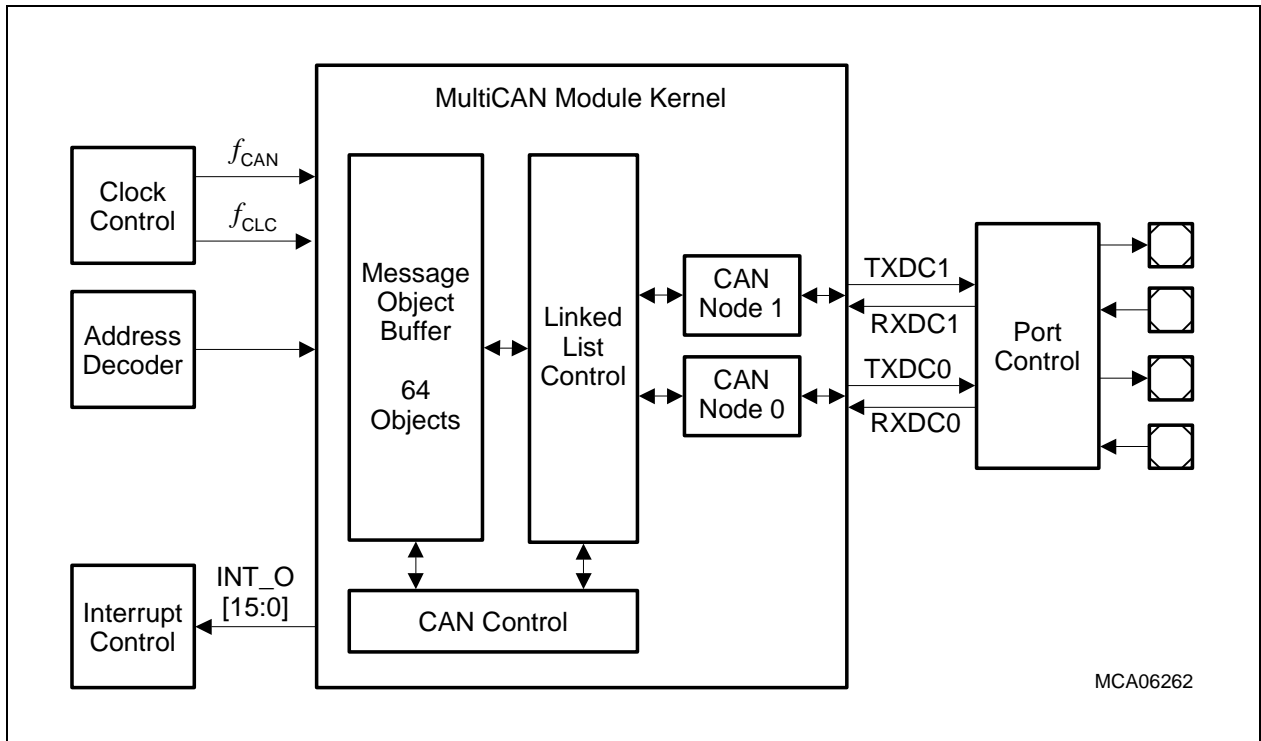 MultiCAN Module Kernel
Clock
Control
fCAN
fCLC
Address
Decoder
Message
Object
Buffer
64
Objects
Linked
List
Control
CAN
Node 1
CAN
Node 0
TXDC1
RXDC1
TXDC0
RXDC0
Port
Control
Interrupt
Control
INT_O
[15:0]
CAN Control
MCA06262